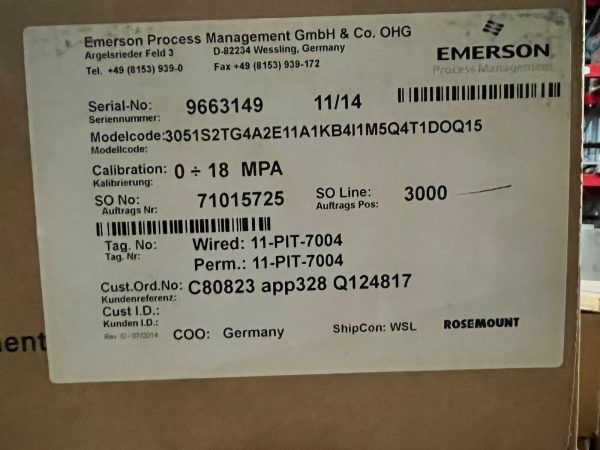 Emerson Process Management GmbH & Co. OHG
Argelsrieder Feld 3 D-82234 Wessling, Germany
Tel. +49 (8153) 939-0 Fax +49 (8153) 939-172
EMERSON
Process Management
Serial-No: 9663149 11/14
Seriennummer:
Modelcode:3051S2TG4A2E11A1KB4I1M5Q4T1DOQ15
Modellcode:
Calibration: 0 ÷ 18 MPA
Kalibrierung:
SO No: 71015725 SO Line: 3000
Auftrags Nr: Auftrags Pos:
Tag. No: Wired: 11-PIT-7004
Tag. Nr:
Perm.: 11-PIT-7004
Cust.Ord.No: C80823 app328 Q124817
Kundenreferenz:
Cust I.D.:
Kunden I.D.:
Rev D - 07/2014 COO: Germany ShipCon: WSL ROSEMOUNT